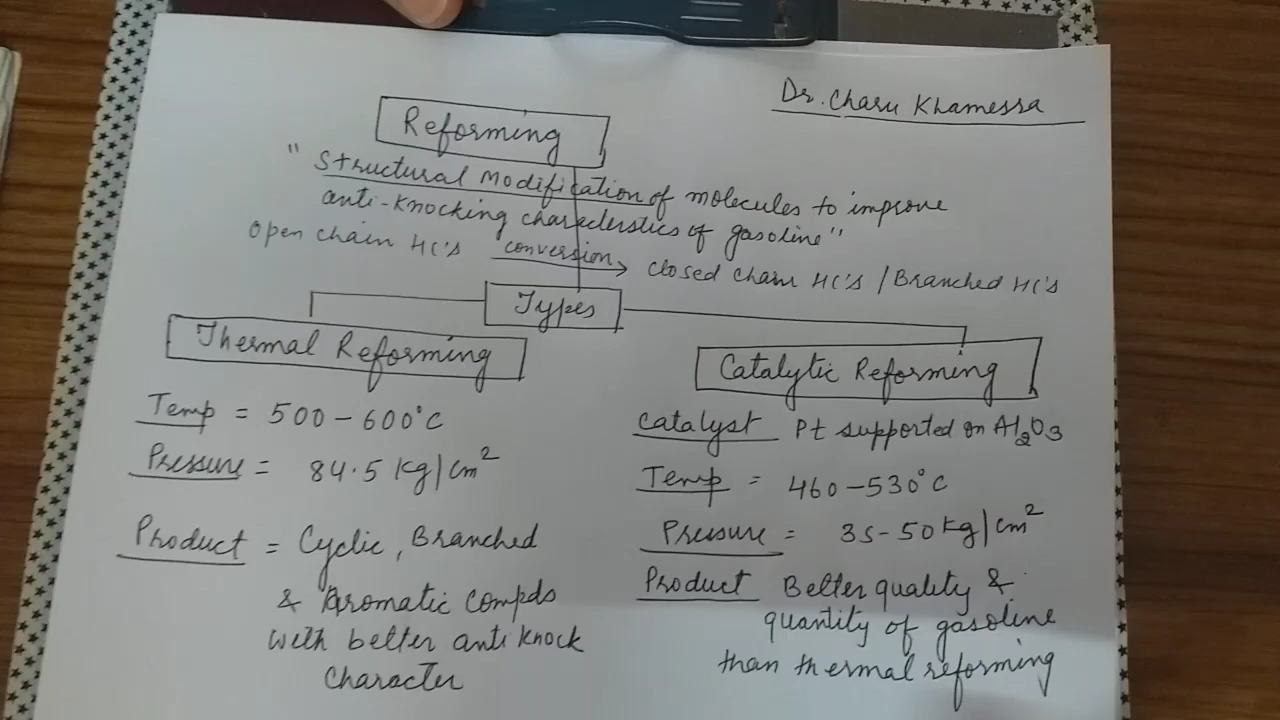 Dr. Charu Khamessra
Reforming
"Structural Modification of molecules to improve
anti-knocking characterstics of gasoline"
Open chain HC's conversion → closed chain HC's / Branched HC's
Types
Thermal Reforming
Temp = 500-600°C
Pressure = 84.5 kg/cm²
Product = Cyclic, Branched
& Aromatic compds
with better anti knock
character
Catalytic Reforming
Catalyst Pt supported on Al₂O₃
Temp = 460-530°C
Pressure = 35-50 kg/cm²
Product Better quality &
quantity of gasoline
than thermal reforming